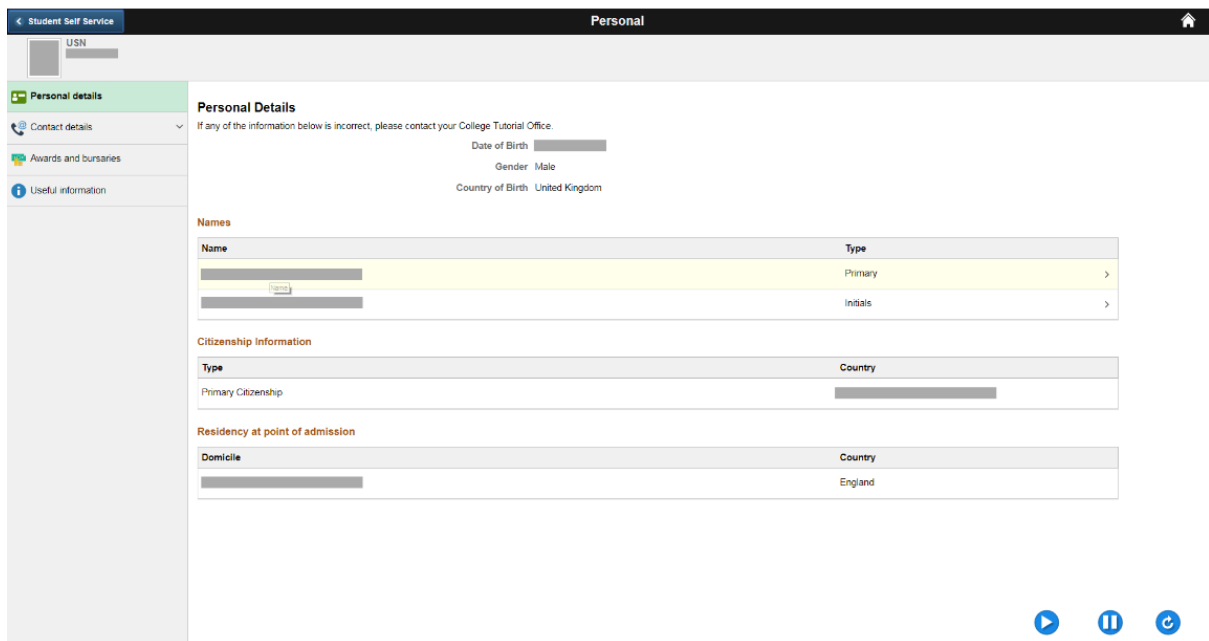 Student Self Service
Personal
USN
Personal details
Contact details
Awards and bursaries
Useful information
Personal Details
If any of the information below is incorrect, please contact your College Tutorial Office.
Date of Birth
Gender Male
Country of Birth United Kingdom
Names
Name Type
Primary
Name
Initials
Citizenship Information
Type Country
Primary Citizenship
Residency at point of admission
Domicile Country
England